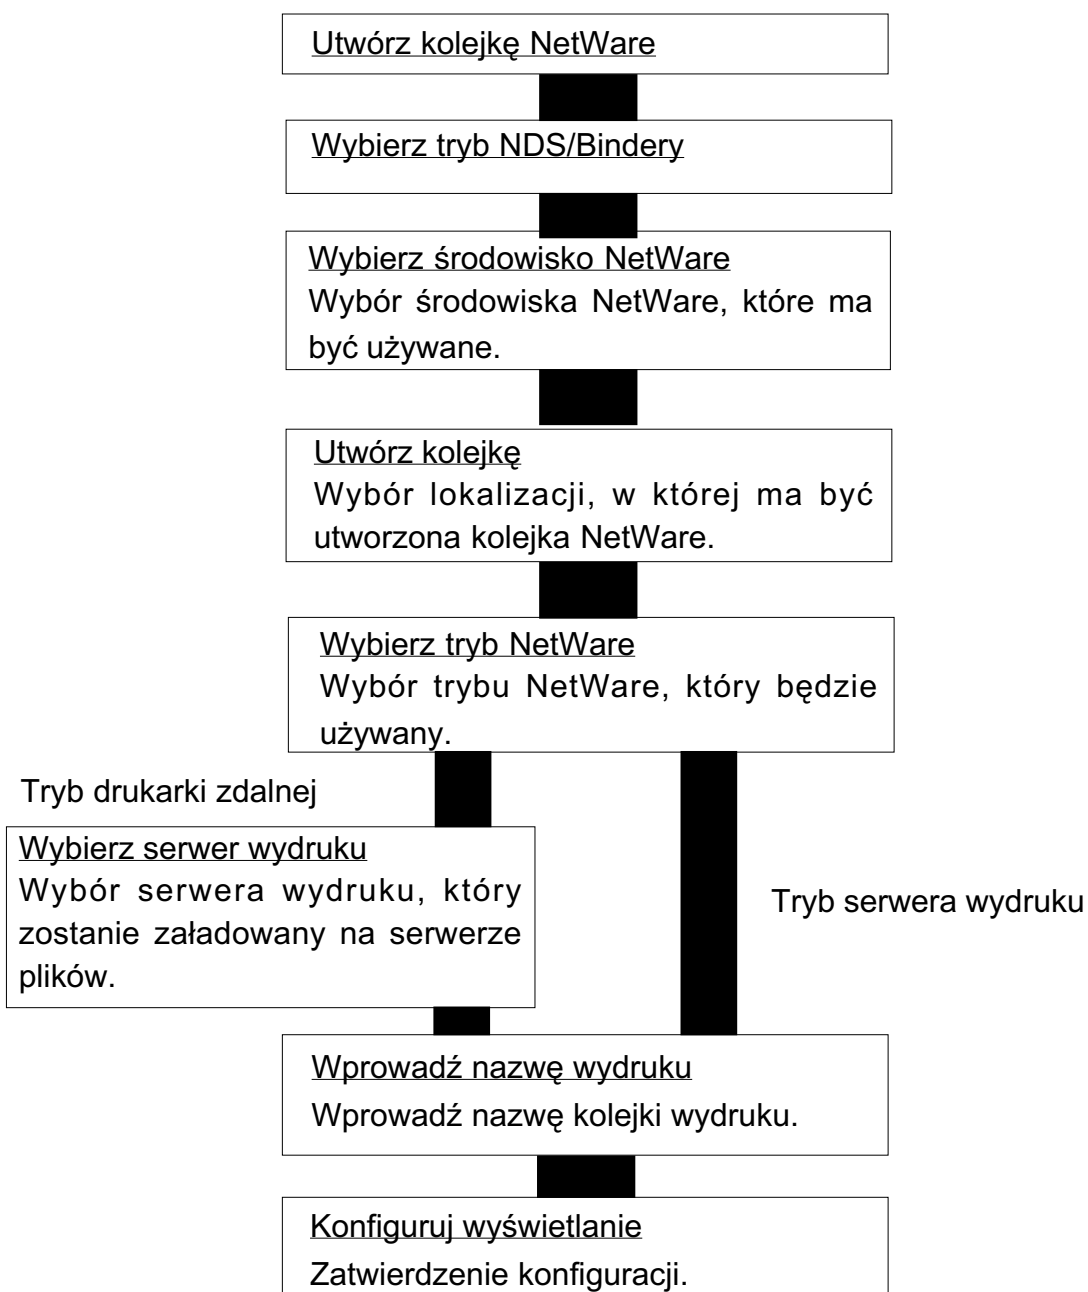 Utwórz kolejkę NetWare
Wybierz tryb NDS/Bindery
Wybierz środowisko NetWare
Wybór środowiska NetWare, które ma
być używane.
Utwórz kolejkę
Wybór lokalizacji, w której ma być
utworzona kolejka NetWare.
Wybierz tryb NetWare
Wybór trybu NetWare, który będzie
używany.
Tryb drukarki zdalnej
Wybierz serwer wydruku
Wybór serwera wydruku, który
zostanie załadowany na serwerze
plików.
Tryb serwera wydruku
Wprowadź nazwę wydruku
Wprowadź nazwę kolejki wydruku.
Konfiguruj wyświetlanie
Zatwierdzenie konfiguracji.